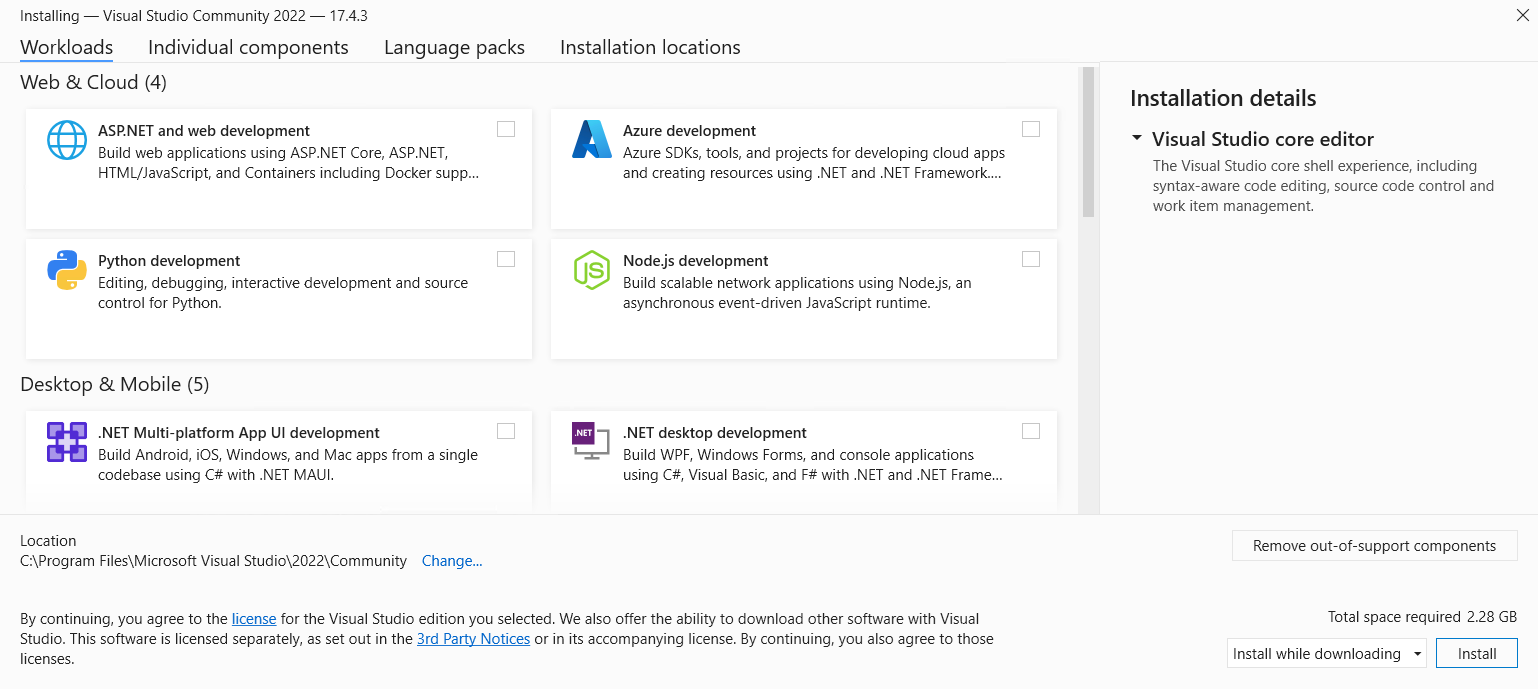 Installing — Visual Studio Community 2022 — 17.4.3
Workloads
Individual components
Language packs
Installation locations
Web & Cloud (4)
ASP.NET and web development
Build web applications using ASP.NET Core, ASP.NET,
HTML/JavaScript, and Containers including Docker supp...
Azure development
Azure SDKs, tools, and projects for developing cloud apps
and creating resources using .NET and .NET Framework....
Python development
Editing, debugging, interactive development and source
control for Python.
JS
Node.js development
Build scalable network applications using Node.js, an
asynchronous event-driven JavaScript runtime.
Desktop & Mobile (5)
.NET Multi-platform App UI development
Build Android, iOS, Windows, and Mac apps from a single
codebase using C# with .NET MAUI.
.NET
.NET desktop development
Build WPF, Windows Forms, and console applications
using C#, Visual Basic, and F# with .NET and .NET Frame...
Installation details
Visual Studio core editor
The Visual Studio core shell experience, including
syntax-aware code editing, source code control and
work item management.
Location
C:\Program Files\Microsoft Visual Studio\2022\Community
Change...
Remove out-of-support components
By continuing, you agree to the license for the Visual Studio edition you selected. We also offer the ability to download other software with Visual
Studio. This software is licensed separately, as set out in the 3rd Party Notices or in its accompanying license. By continuing, you also agree to those
licenses.
Total space required 2.28 GB
Install while downloading
Install